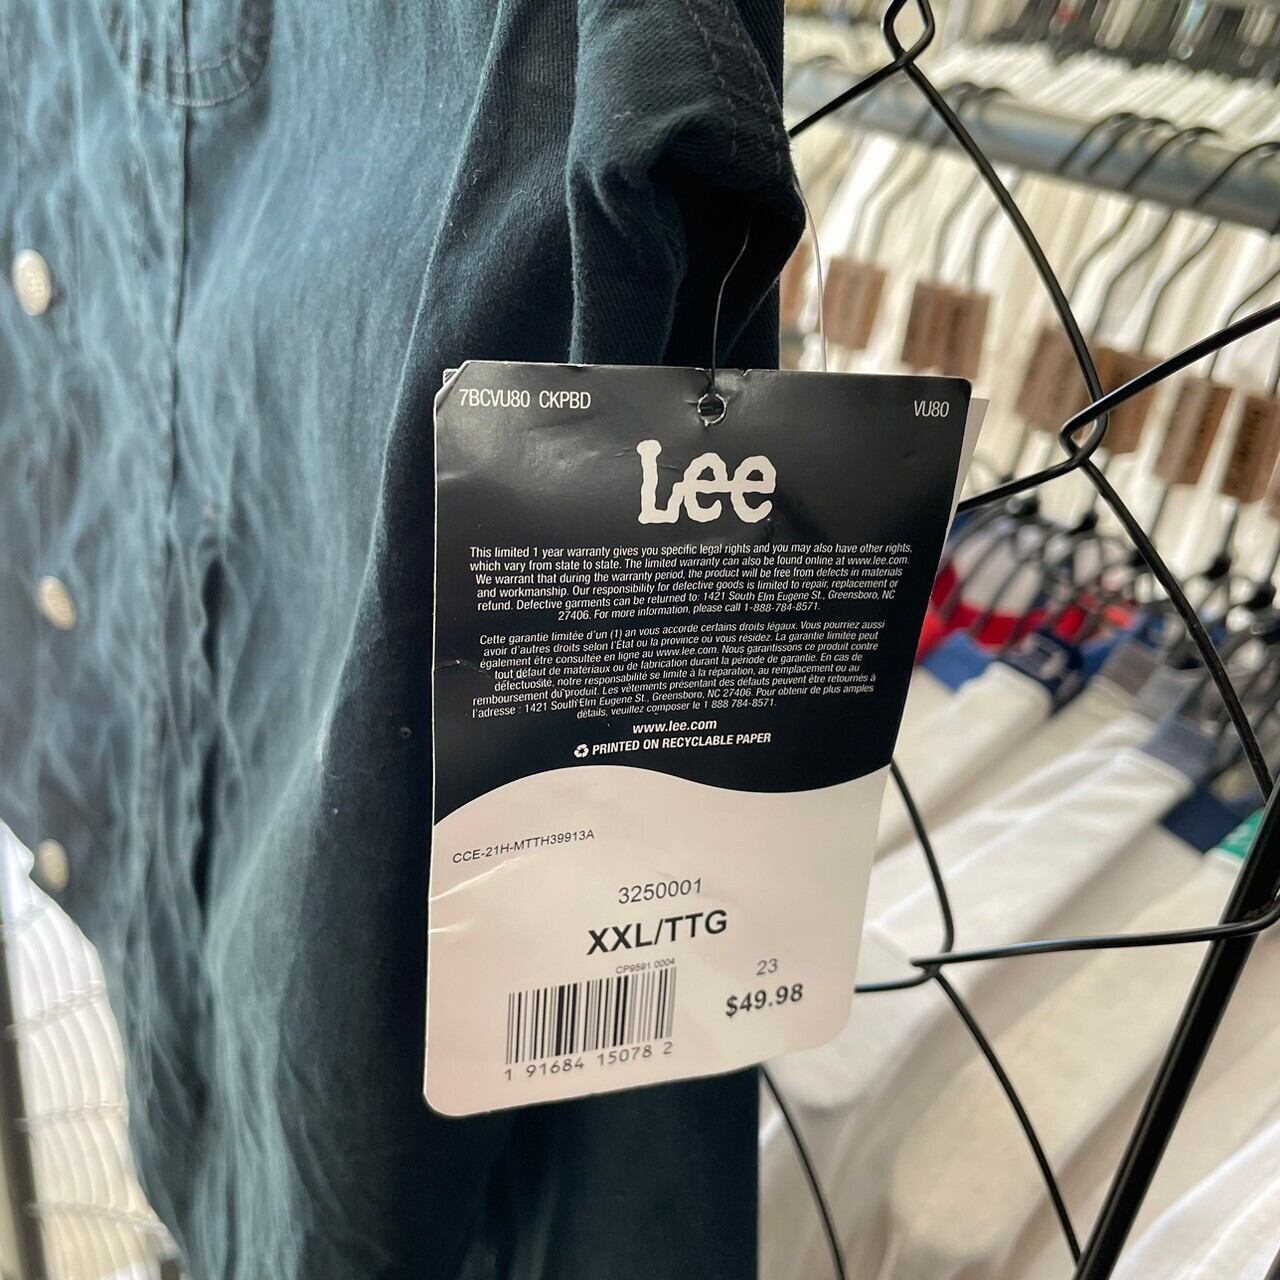 7BCVU80 CKPBD
VU80
Lee
This limited 1 year warranty gives you specific legal rights and you may also have other rights,
which vary from state to state. The limited warranty can also be found online at www.lee.com.
We warrant that during the warranty period, the product will be free from defects in materials
and workmanship. Our responsibility for defective goods is limited to repair, replacement or
refund. Defective garments can be returned to: 1421 South Elm Eugene St., Greensboro, NC
27406. For more information, please call 1-888-784-8571.
Cette garantie limitée d'un (1) an vous accorde certains droits légaux. Vous pourriez aussi
avoir d'autres droits selon l'État ou la province où vous résidez. La garantie limitée peut
également être consultée en ligne au www.lee.com. Nous garantissons ce produit contre
tout défaut de matériaux ou de fabrication durant la période de garantie. En cas de
défectuosité, notre responsabilité se limite à la réparation, au remplacement ou au
remboursement du produit. Les vêtements présentant des défauts peuvent être retournés à
l'adresse : 1421 South Elm Eugene St., Greensboro, NC 27406. Pour obtenir de plus amples
détails, veuillez composer le 1 888 784-8571.
www.lee.com
PRINTED ON RECYCLABLE PAPER
CCE-21H-MTTH39913A
3250001
XXL/TTG
CP9591 0004
23
$49.98
1 91684 15078 2